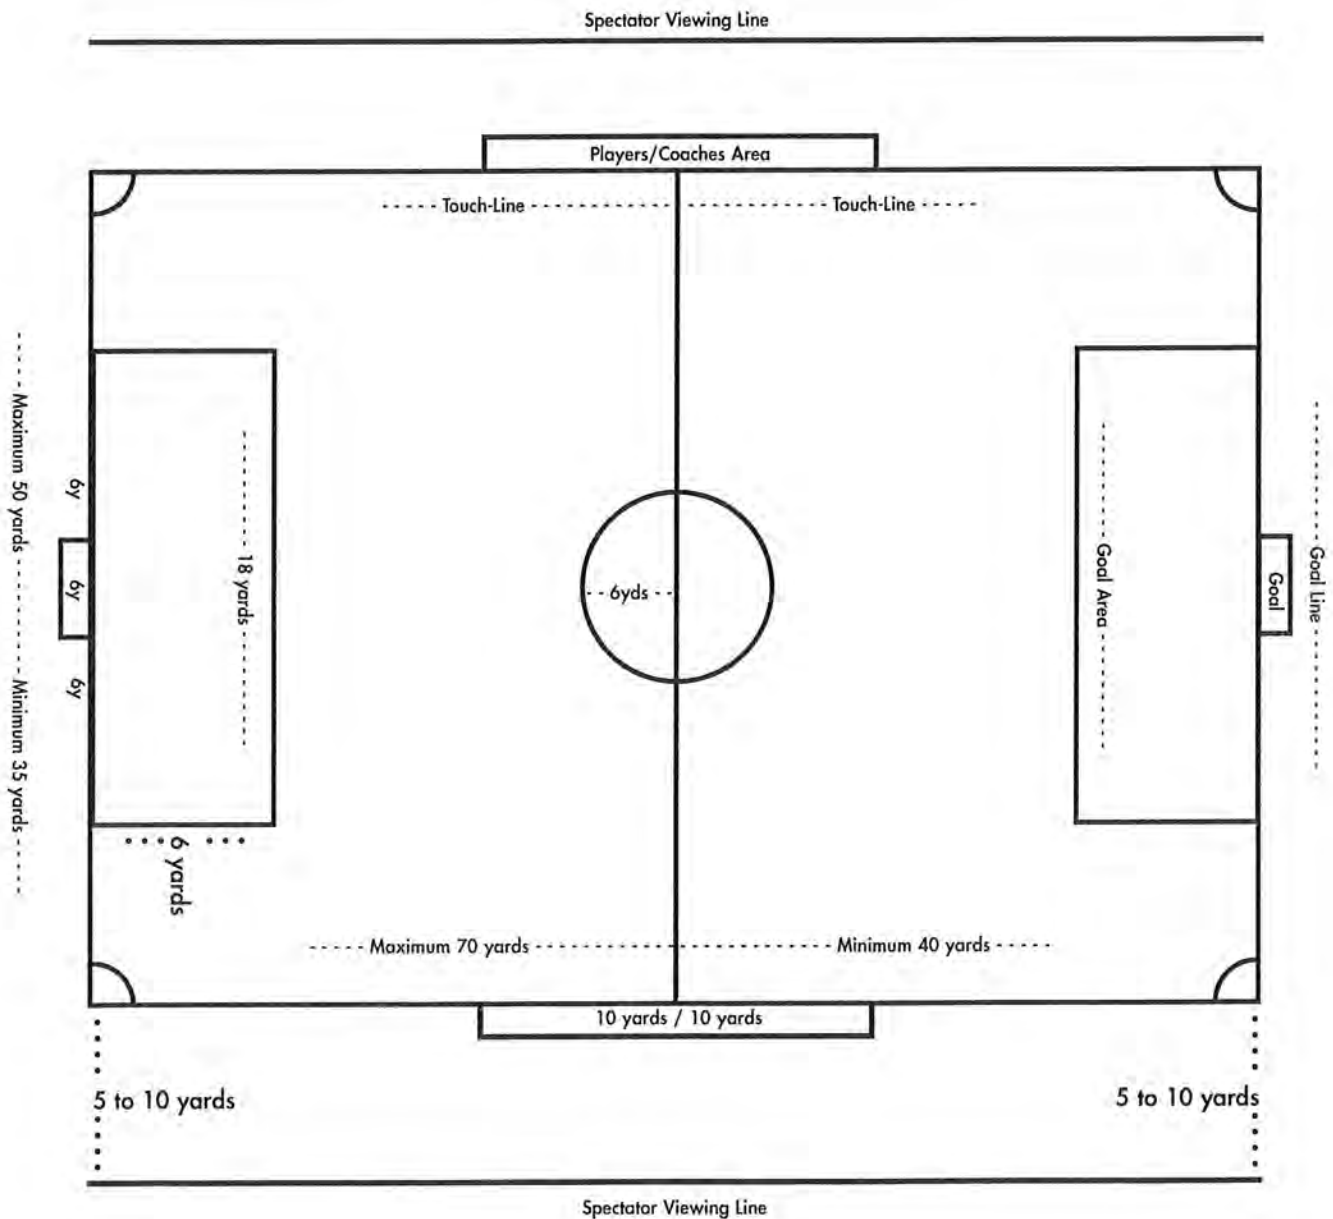 Spectator Viewing Line
Players/Coaches Area
Touch-Line
Touch-Line
Maximum 50 yards
Minimum 35 yards
6y
6y
6y
18 yards
6yds
Goal Area
Goal
Goal Line
6 yards
Maximum 70 yards
Minimum 40 yards
10 yards / 10 yards
5 to 10 yards
5 to 10 yards
Spectator Viewing Line